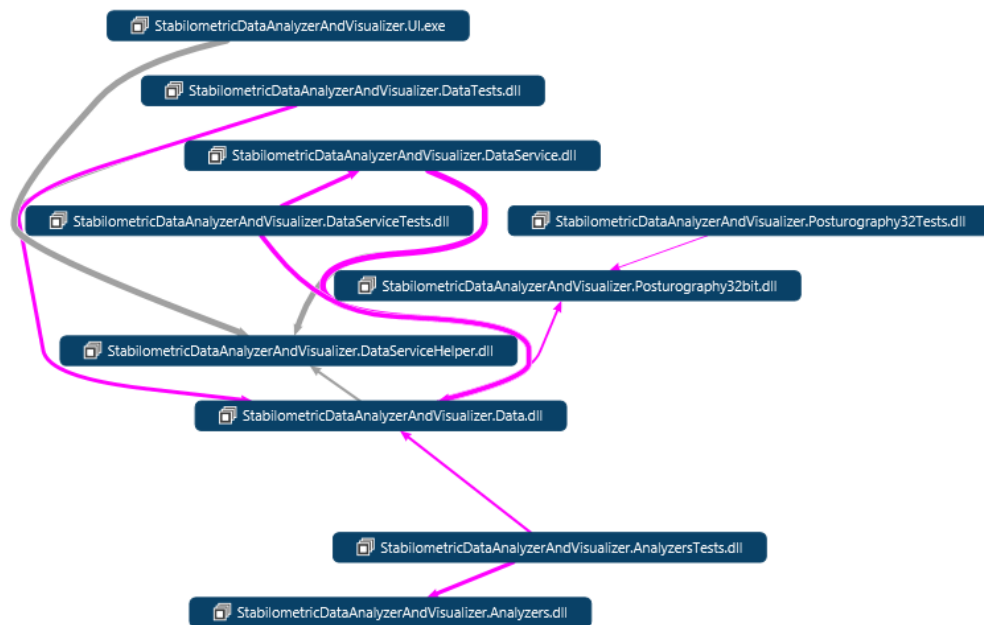 StabilometricDataAnalyzerAndVisualizer.UI.exe
StabilometricDataAnalyzerAndVisualizer.DataTests.dll
StabilometricDataAnalyzerAndVisualizer.DataService.dll
StabilometricDataAnalyzerAndVisualizer.DataServiceTests.dll
StabilometricDataAnalyzerAndVisualizer.Posturography32Tests.dll
StabilometricDataAnalyzerAndVisualizer.Posturography32bit.dll
StabilometricDataAnalyzerAndVisualizer.DataServiceHelper.dll
StabilometricDataAnalyzerAndVisualizer.Data.dll
StabilometricDataAnalyzerAndVisualizer.AnalyzersTests.dll
StabilometricDataAnalyzerAndVisualizer.Analyzers.dll